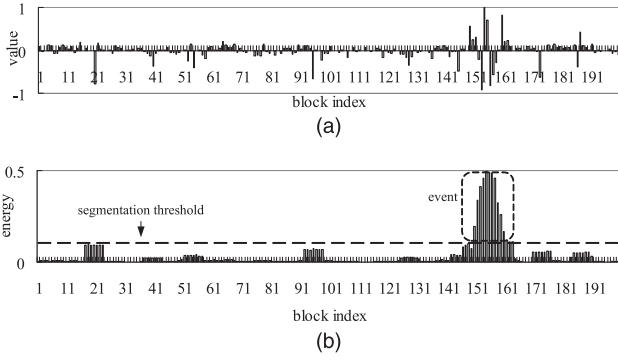 1
0
-1
value
1 11 21 31 41 51 61 71 81 91 101 111 121 131 141 151 161 171 181 191
block index
(a)
0.5
0
energy
segmentation threshold
event
1 11 21 31 41 51 61 71 81 91 101 111 121 131 141 151 161 171 181 191
block index
(b)